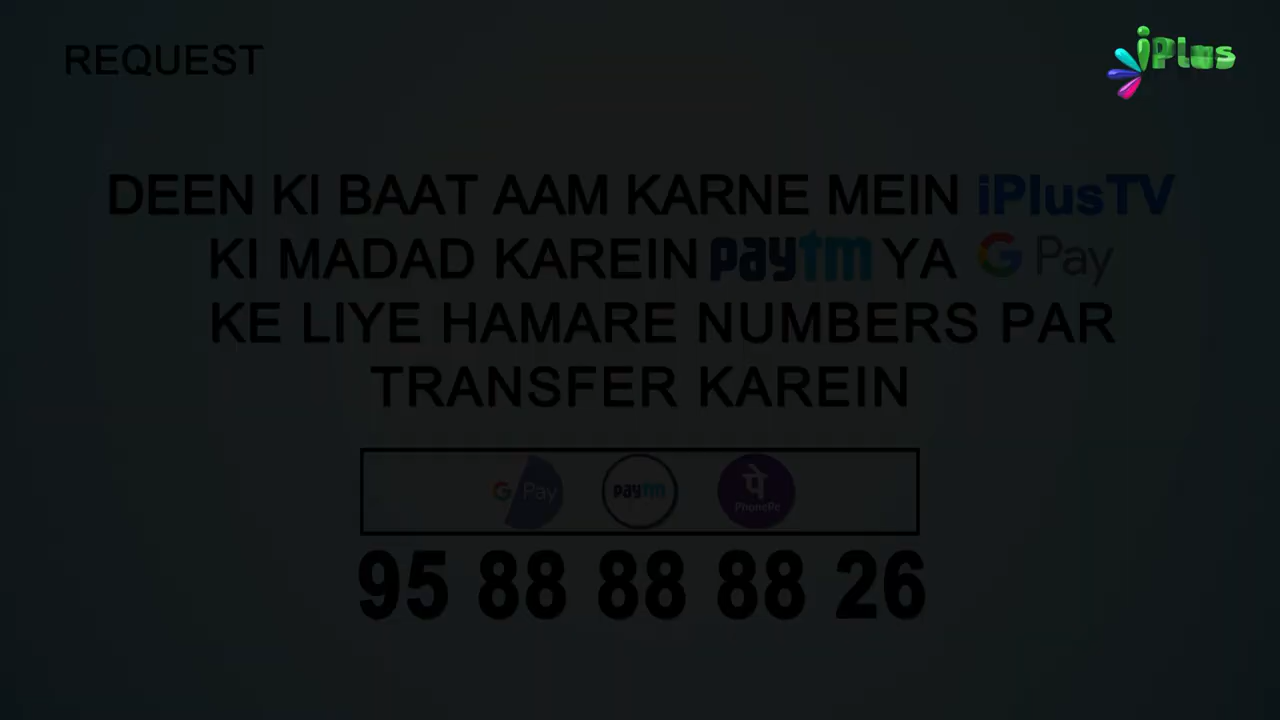 REQUEST
iPlus
DEEN KI BAAT AAM KARNE MEIN iPlusTV
KI MADAD KAREIN paytm YA G Pay
KE LIYE HAMARE NUMBERS PAR
TRANSFER KAREIN
G Pay paytm पे PhonePe
95 88 88 88 26